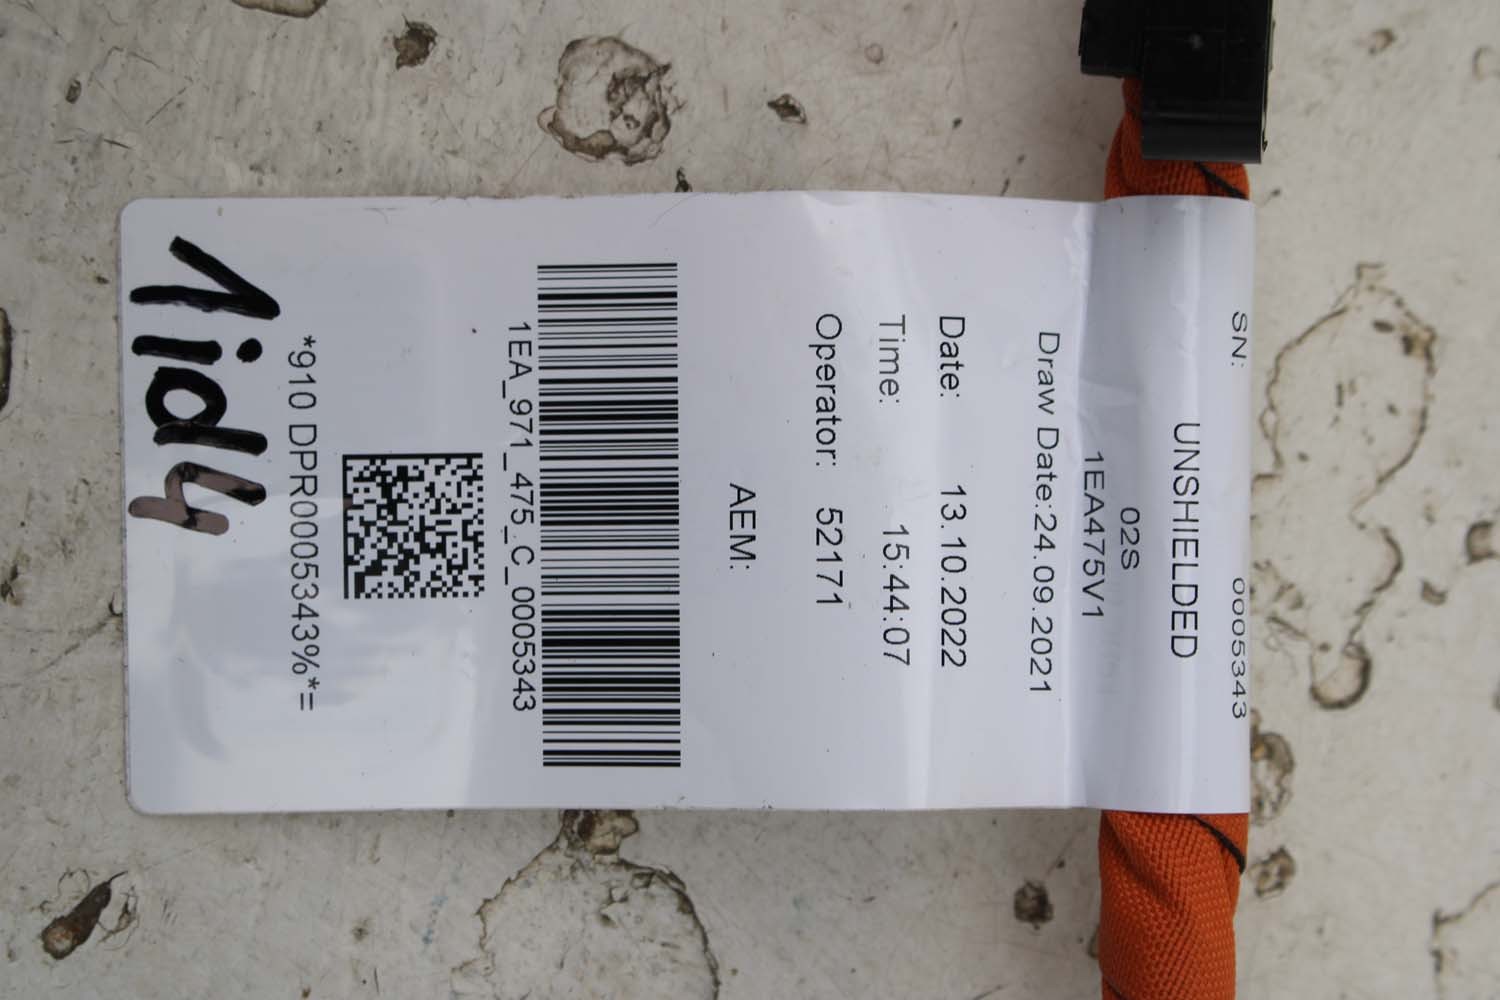 SN: 0005343
UNSHIELDED
02S
1EA475V1
Draw Date:24.09.2021
Date: 13.10.2022
Time: 15:44:07
Operator: 52171
AEM:
1EA_971_475_C_0005343
*910 DPR0005343%*=
1id4